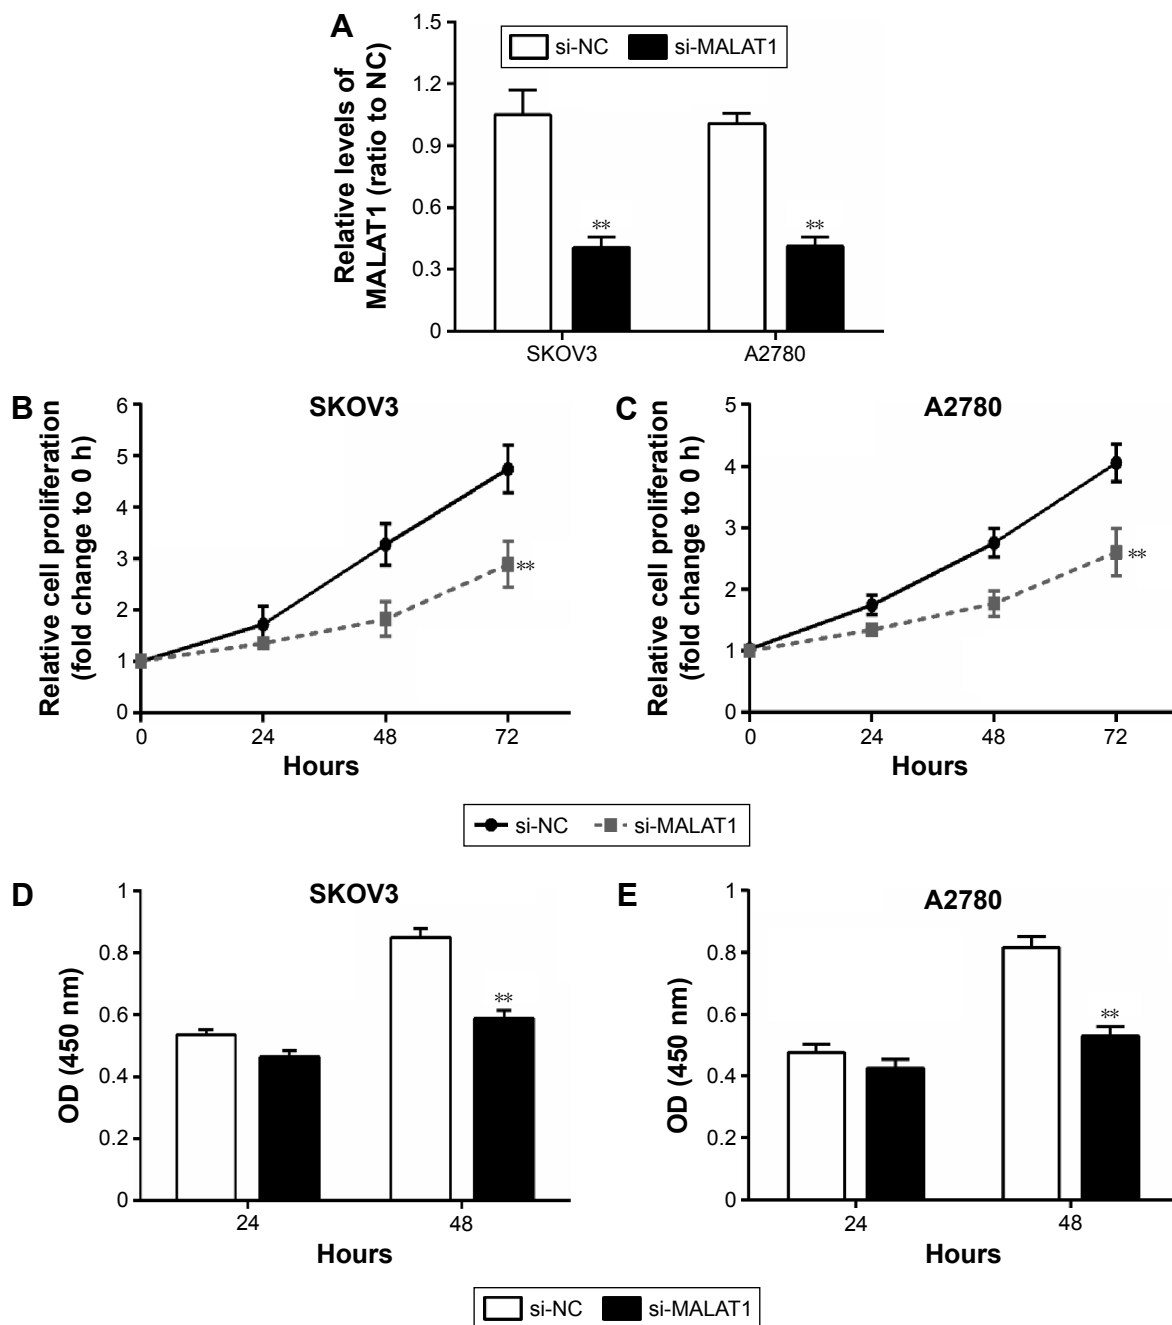 A
si-NC si-MALAT1
Relative levels of
MALAT1 (ratio to NC)
1.5
1.2
0.9
0.6
0.3
0
** **
SKOV3 A2780
B
SKOV3
Relative cell proliferation
(fold change to 0 h)
6
5
4
3
2
1
0
**
0 24 48 72
Hours
C
A2780
Relative cell proliferation
(fold change to 0 h)
5
4
3
2
1
0
**
0 24 48 72
Hours
si-NC si-MALAT1
D
SKOV3
OD (450 nm)
1
0.8
0.6
0.4
0.2
0
**
24 48
Hours
E
A2780
OD (450 nm)
1
0.8
0.6
0.4
0.2
0
**
24 48
Hours
si-NC si-MALAT1